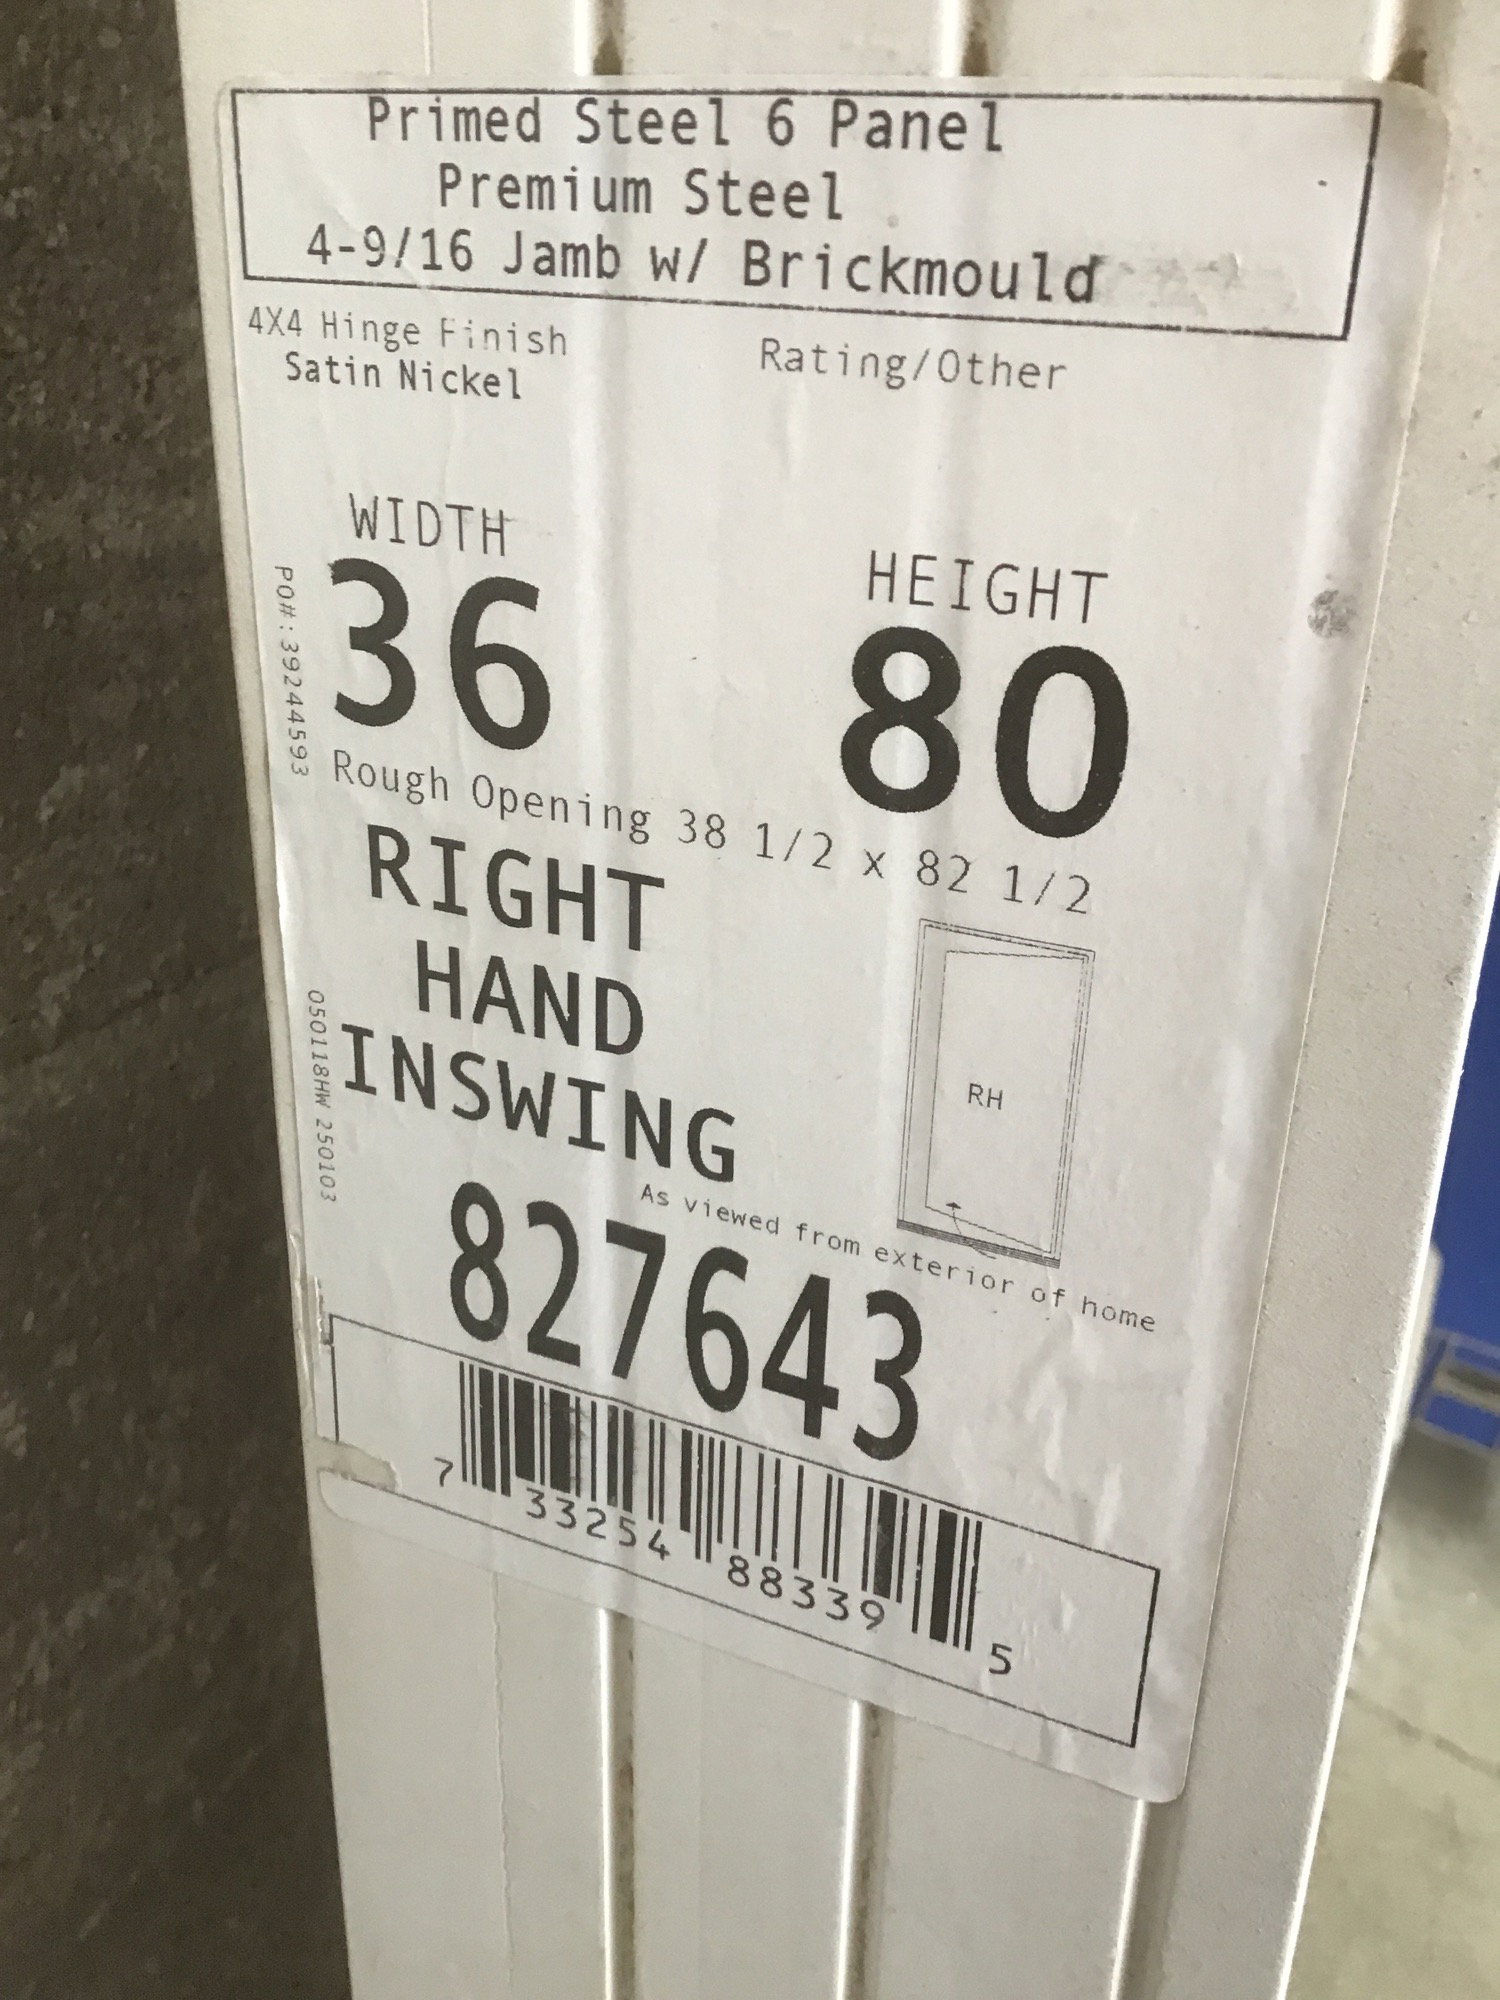 Primed Steel 6 Panel
Premium Steel
4-9/16 Jamb w/ Brickmould
4X4 Hinge Finish
Satin Nickel
Rating/Other
WIDTH
36
HEIGHT
80
PO#: 39244593
Rough Opening 38 1/2 x 82 1/2
RIGHT
HAND
INSWING
RH
As viewed from exterior of home
050118HW 250103
827643
7 33254 88339 5